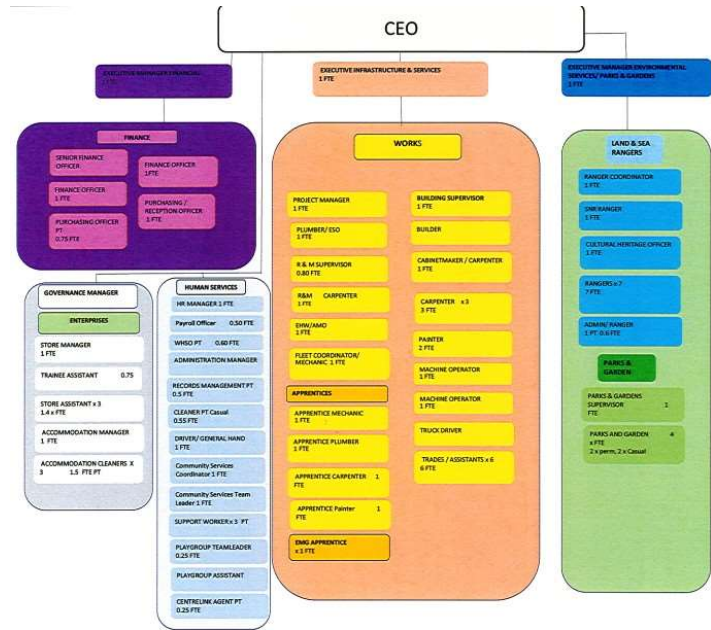 CEO
EXECUTIVE MANAGER FINANCING
1 FTE
EXECUTIVE INFRASTRUCTURE & SERVICES
1 FTE
EXECUTIVE MANAGER ENVIRONMENTAL
SERVICES/ PARKS & GARDENS
1 FTE
FINANCE
SENIOR FINANCE
OFFICER
FINANCE OFFICER
1FTE
FINANCE OFFICER
1 FTE
PURCHASING /
RECEPTION OFFICER
1 FTE
PURCHASING OFFICER
PT
0.75 FTE
GOVERNANCE MANAGER
ENTERPRISES
STORE MANAGER
1 FTE
TRAINEE ASSISTANT 0.75
STORE ASSISTANT x 3
1.4 x FTE
ACCOMMODATION MANAGER
1 FTE
ACCOMMODATION CLEANERS X
3 1.5 FTE PT
HUMAN SERVICES
HR MANAGER 1 FTE
Payroll Officer 0.50 FTE
WHSO PT 0.60 FTE
ADMINISTRATION MANAGER
RECORDS MANAGEMENT PT
0.5 FTE
CLEANER PT Casual
0.55 FTE
DRIVER/ GENERAL HAND
1 FTE
Community Services
Coordinator 1 FTE
Community Services Team
Leader 1 FTE
SUPPORT WORKER x 3 PT
PLAYGROUP TEAMLEADER
0.25 FTE
PLAYGROUP ASSISTANT
CENTRELINK AGENT PT
0.25 FTE
WORKS
PROJECT MANAGER
1 FTE
PLUMBER/ ESO
1 FTE
R & M SUPERVISOR
0.80 FTE
R&M CARPENTER
1 FTE
EHW/AMO
1 FTE
FLEET COORDINATOR/
MECHANIC 1 FTE
APPRENTICES
APPRENTICE MECHANIC
1 FTE
APPRENTICE PLUMBER
1 FTE
APPRENTICE CARPENTER 1
FTE
APPRENTICE Painter 1
FTE
EMG APPRENTICE
x 1 FTE
BUILDING SUPERVISOR
1 FTE
BUILDER
CABINETMAKER / CARPENTER
1 FTE
CARPENTER x 3
3 FTE
PAINTER
2 FTE
MACHINE OPERATOR
1 FTE
MACHINE OPERATOR
1 FTE
TRUCK DRIVER
TRADES / ASSISTANTS x 6
6 FTE
LAND & SEA
RANGERS
RANGER COORDINATOR
1 FTE
SNR RANGER
1 FTE
CULTURAL HERITAGE OFFICER
1 FTE
RANGERS x 7
7 FTE
ADMIN/ RANGER
1 PT 0.6 FTE
PARKS &
GARDEN
PARKS & GARDENS
SUPERVISOR 1
FTE
PARKS AND GARDEN 4
x FTE
2 x perm, 2 x Casual